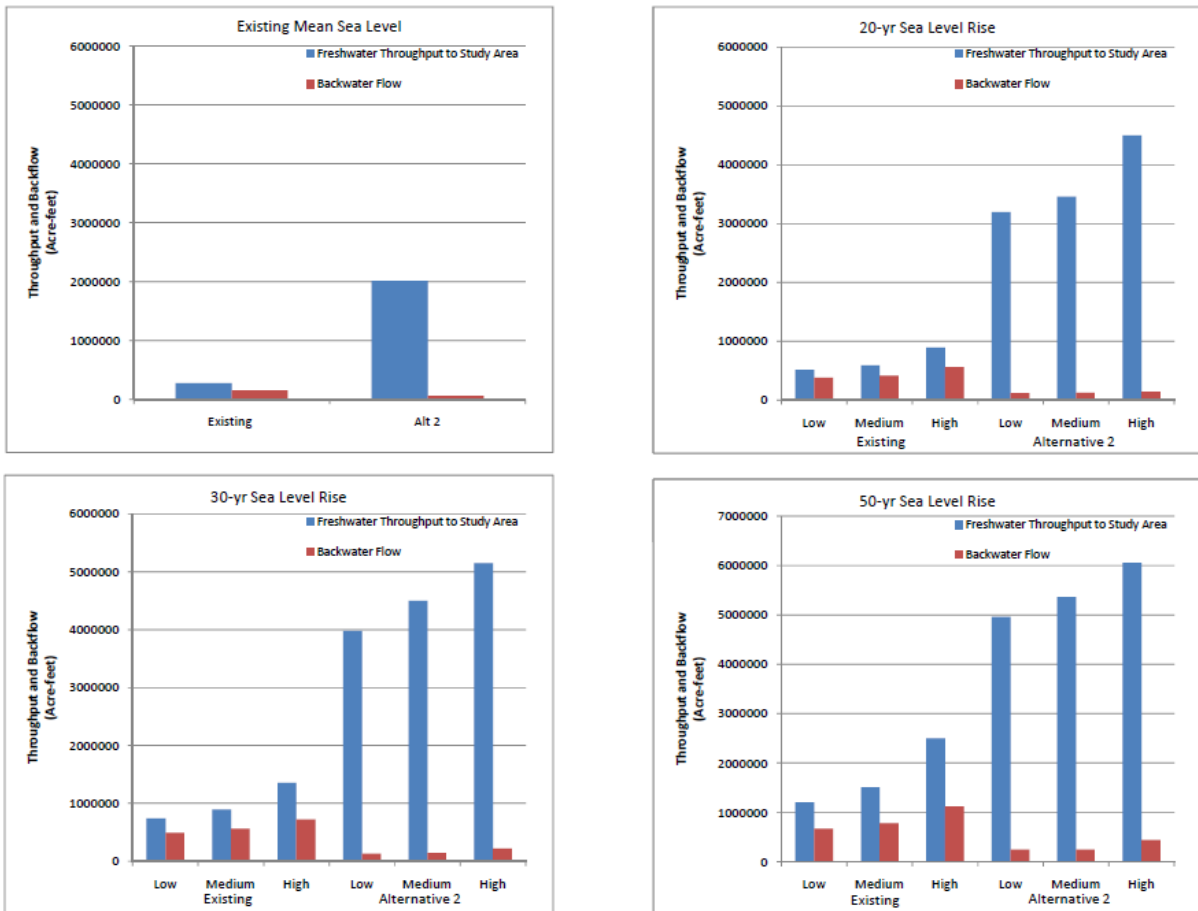 Existing Mean Sea Level
Freshwater Throughput to Study Area
Backwater Flow
Throughput and Backflow
(Acre-feet)
6000000
5000000
4000000
3000000
2000000
1000000
0
Existing
Alt 2
20-yr Sea Level Rise
Freshwater Throughput to Study Area
Backwater Flow
Throughput and Backflow
(Acre-feet)
6000000
5000000
4000000
3000000
2000000
1000000
0
Low Medium High Low Medium High
Existing Alternative 2
30-yr Sea Level Rise
Freshwater Throughput to Study Area
Backwater Flow
Throughput and Backflow
(Acre-feet)
6000000
5000000
4000000
3000000
2000000
1000000
0
Low Medium High Low Medium High
Existing Alternative 2
50-yr Sea Level Rise
Freshwater Throughput to Study Area
Backwater Flow
Throughput and Backflow
(Acre-feet)
7000000
6000000
5000000
4000000
3000000
2000000
1000000
0
Low Medium High Low Medium High
Existing Alternative 2